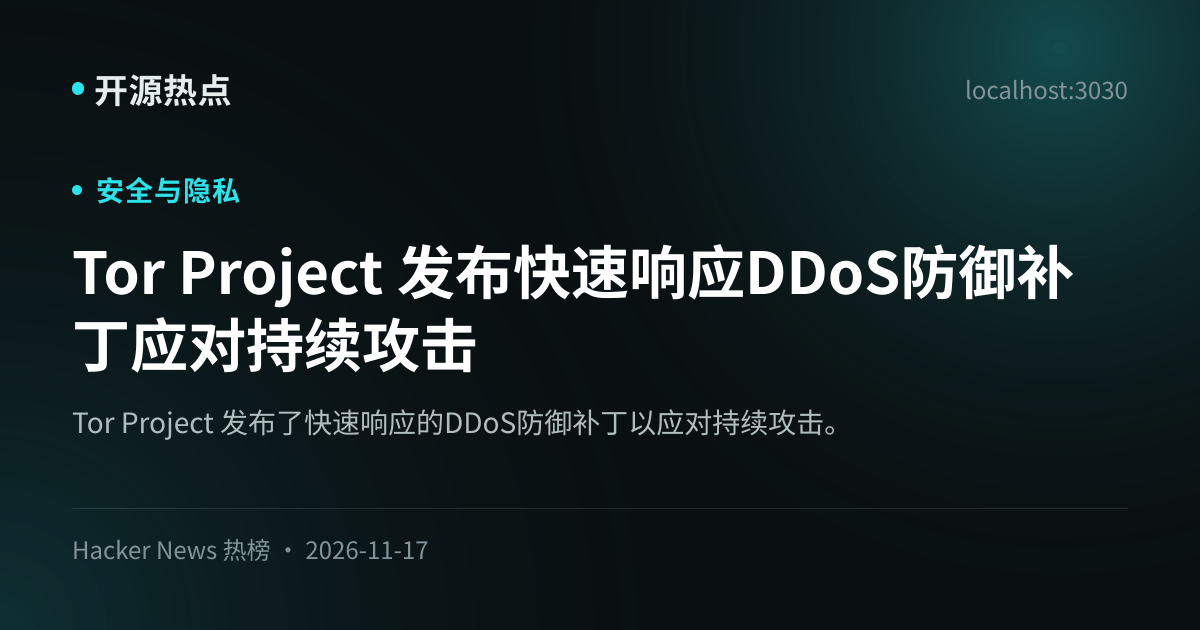 开源热点
localhost:3030
安全与隐私
Tor Project 发布快速响应DDoS防御补
丁应对持续攻击
Tor Project 发布了快速响应的DDoS防御补丁以应对持续攻击。
Hacker News 热榜 · 2026-11-17